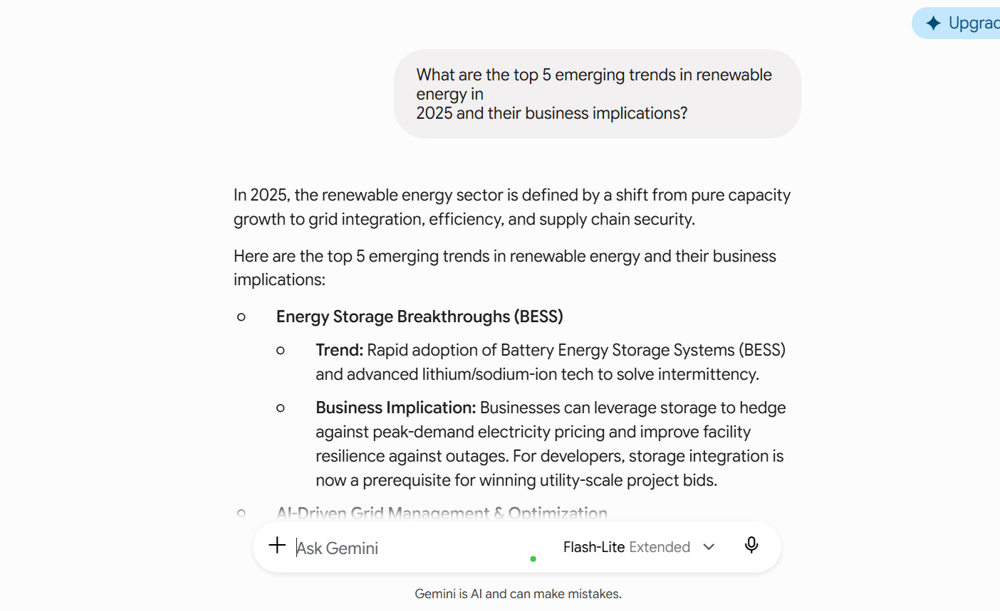 Upgrad
What are the top 5 emerging trends in renewable
energy in
2025 and their business implications?
In 2025, the renewable energy sector is defined by a shift from pure capacity
growth to grid integration, efficiency, and supply chain security.
Here are the top 5 emerging trends in renewable energy and their business
implications:
Energy Storage Breakthroughs (BESS)
Trend: Rapid adoption of Battery Energy Storage Systems (BESS)
and advanced lithium/sodium-ion tech to solve intermittency.
Business Implication: Businesses can leverage storage to hedge
against peak-demand electricity pricing and improve facility
resilience against outages. For developers, storage integration is
now a prerequisite for winning utility-scale project bids.
AI-Driven Grid Management & Optimization
Ask Gemini
Flash-Lite Extended
Gemini is AI and can make mistakes.